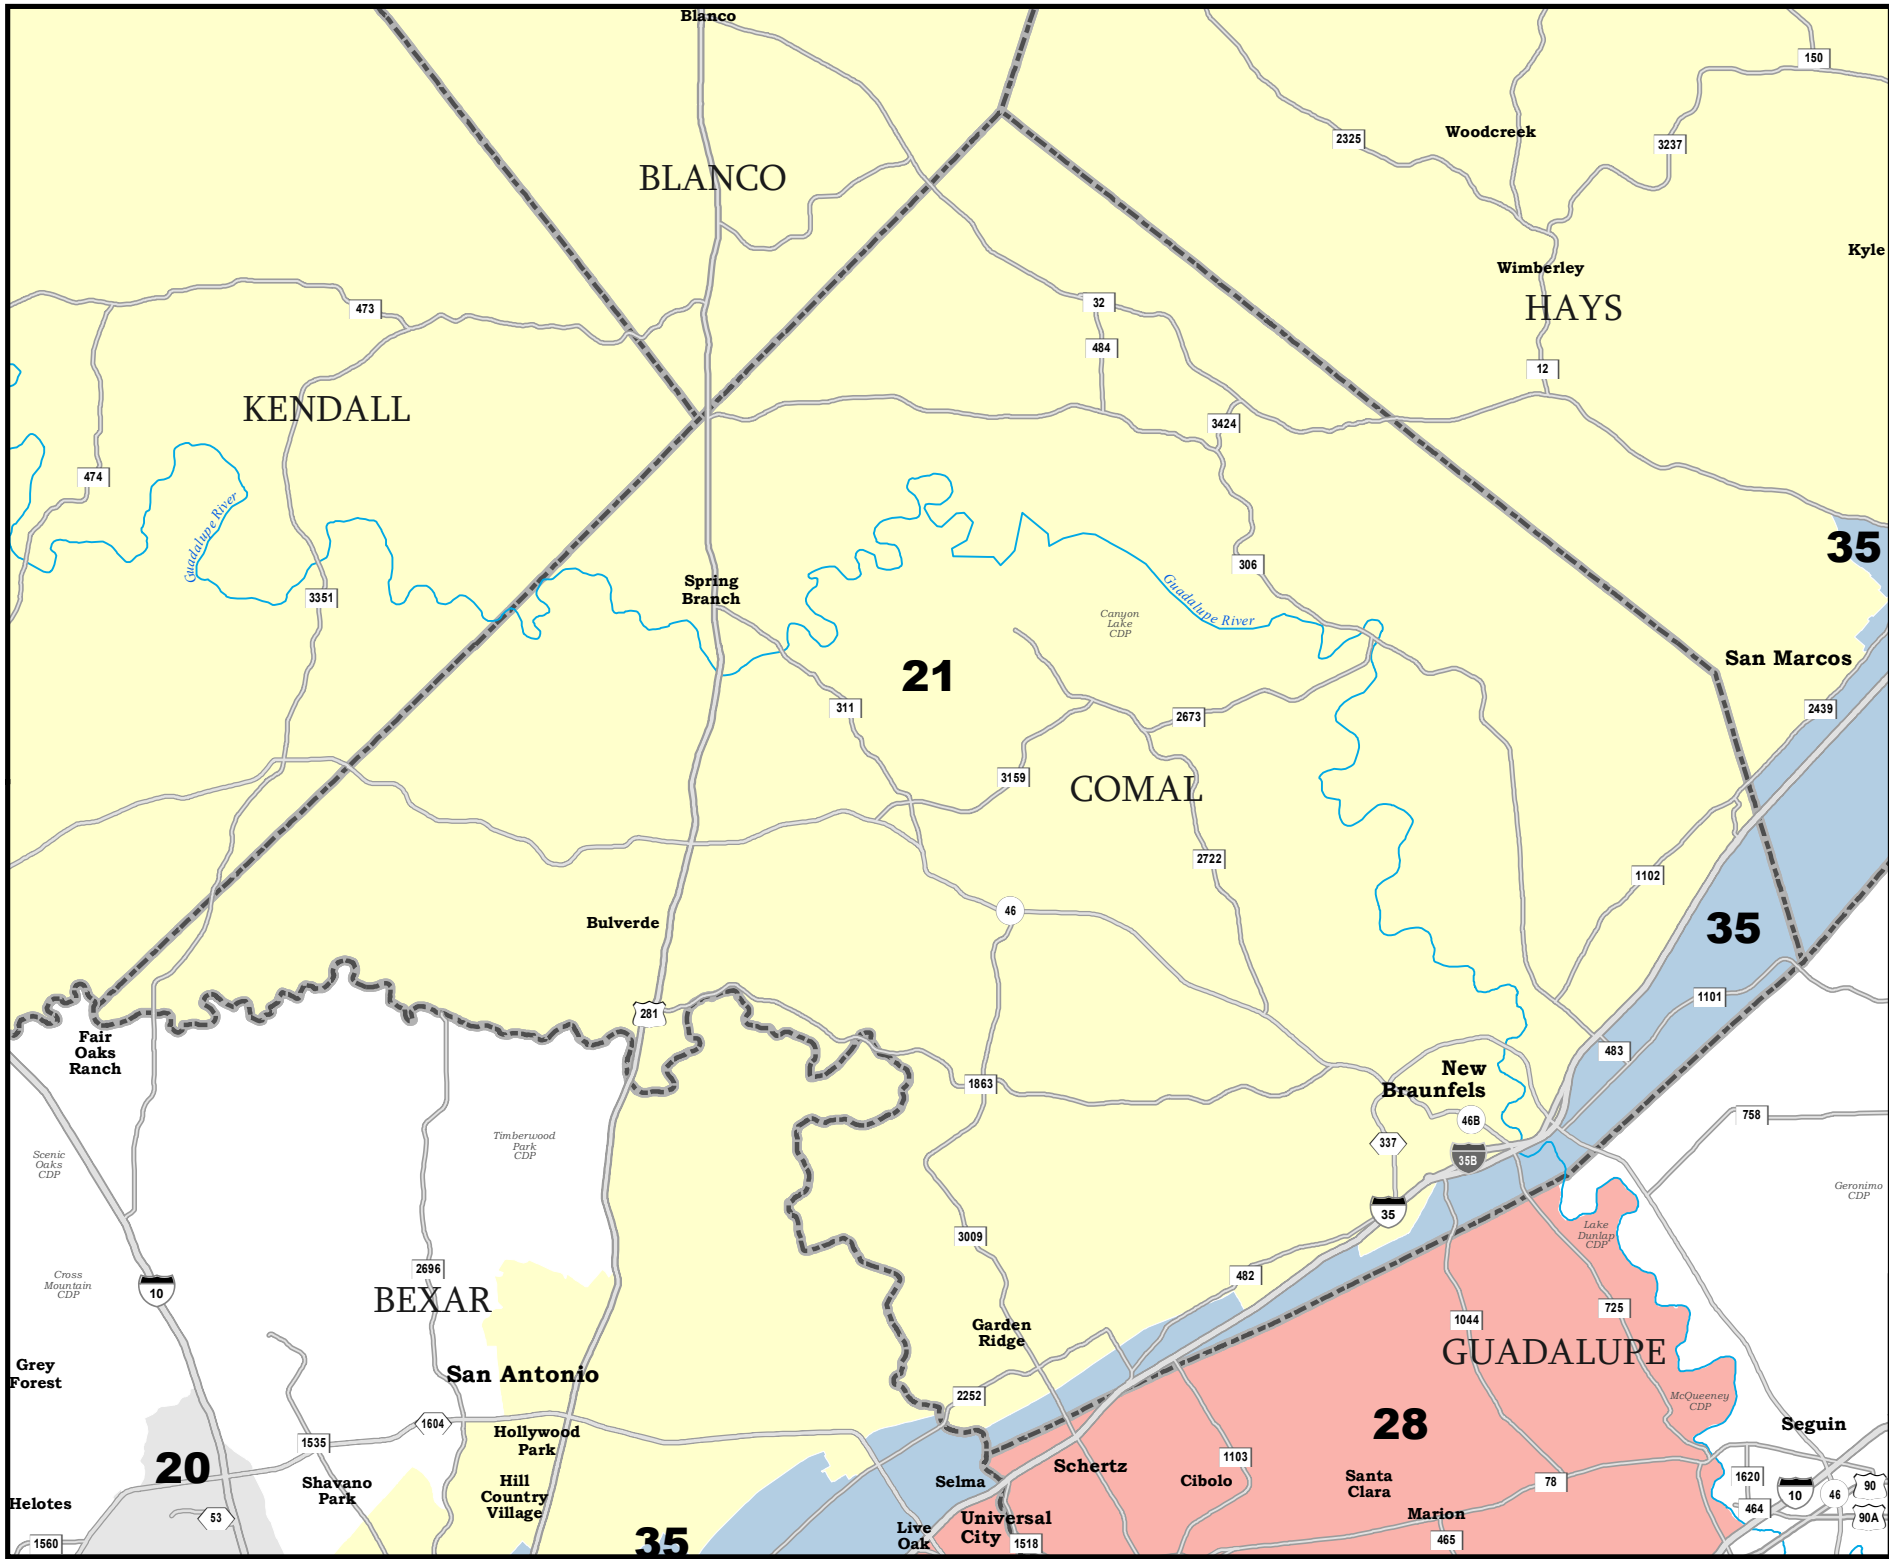 Blanco
150
2325
Woodcreek
3237
BLANCO
Kyle
Wimberley
HAYS
32
473
484
12
KENDALL
3424
474
Guadalupe River
35
306
Spring
Branch
3351
Guadalupe River
Canyon
Lake
CDP
21
San Marcos
311
2673
2439
3159
COMAL
2722
1102
46
Bulverde
35
1101
281
Fair
Oaks
Ranch
483
New
Braunfels
1863
46B
758
337
35B
Timberwood
Park
CDP
Scenic
Oaks
CDP
Geronimo
CDP
35
3009
Lake
Dunlap
CDP
2696
482
Cross
Mountain
CDP
10
BEXAR
725
1044
Garden
Ridge
GUADALUPE
Grey
Forest
San Antonio
2252
McQueeney
CDP
1604
28
Seguin
Hollywood
Park
1535
20
Schertz
1103
Cibolo
Santa
Clara
78
1620
10
46
90
Selma
Shavano
Park
Hill
Country
Village
Helotes
53
464
90A
Marion
Universal
City
Live
Oak
1518
465
1560
35